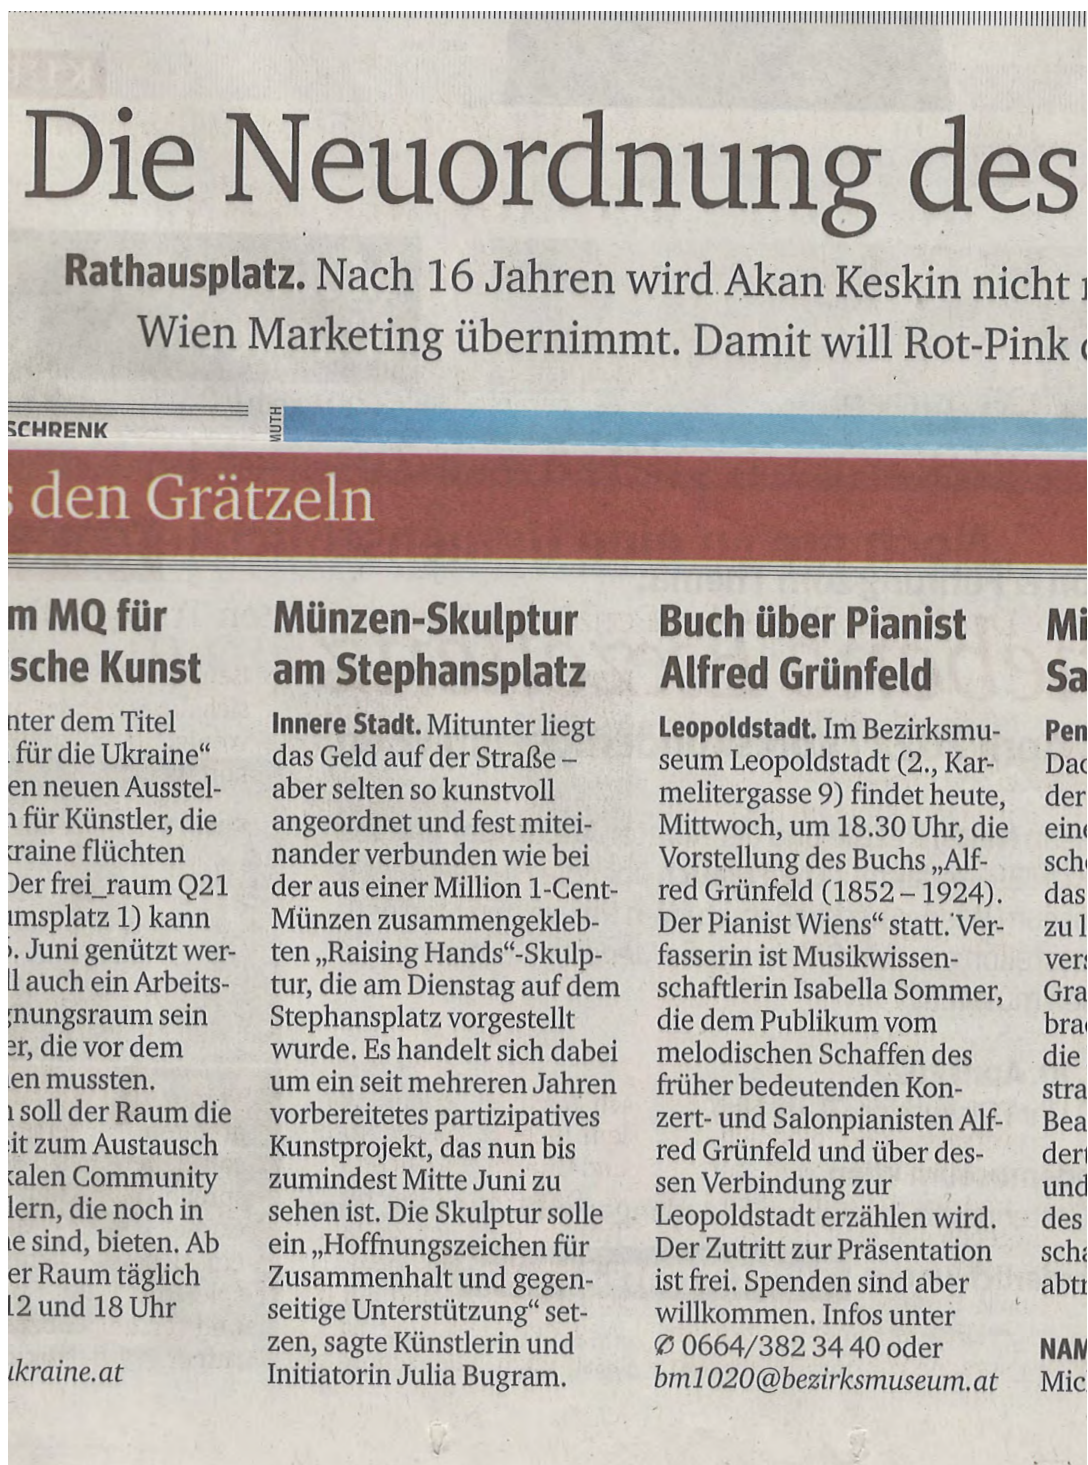 Die Neuordnung des
Rathausplatz. Nach 16 Jahren wird Akan Keskin nicht
Wien Marketing übernimmt. Damit will Rot-Pink
SCHRENK
MUTH
den Grätzeln
MQ für
sche Kunst
nter dem Titel
für die Ukraine“
en neuen Ausstel-
für Künstler, die
kraine flüchten
Der frei_raum Q21
umsplatz 1) kann
. Juni genützt wer-
l auch ein Arbeits-
gnungsraum sein
er, die vor dem
en mussten.
soll der Raum die
it zum Austausch
kalen Community
lern, die noch in
e sind, bieten. Ab
er Raum täglich
12 und 18 Uhr
ukraine.at
Münzen-Skulptur
am Stephansplatz
Innere Stadt. Mitunter liegt
das Geld auf der Straße –
aber selten so kunstvoll
angeordnet und fest mitei-
nander verbunden wie bei
der aus einer Million 1-Cent-
Münzen zusammengekleb-
ten „Raising Hands“-Skulp-
tur, die am Dienstag auf dem
Stephansplatz vorgestellt
wurde. Es handelt sich dabei
um ein seit mehreren Jahren
vorbereitetes partizipatives
Kunstprojekt, das nun bis
zumindest Mitte Juni zu
sehen ist. Die Skulptur solle
ein „Hoffnungszeichen für
Zusammenhalt und gegen-
seitige Unterstützung“ set-
zen, sagte Künstlerin und
Initiatorin Julia Bugram.
Buch über Pianist
Alfred Grünfeld
Leopoldstadt. Im Bezirksmu-
seum Leopoldstadt (2., Kar-
melitergasse 9) findet heute,
Mittwoch, um 18.30 Uhr, die
Vorstellung des Buchs „Alf-
red Grünfeld (1852 – 1924).
Der Pianist Wiens“ statt. Ver-
fasserin ist Musikwissen-
schaftlerin Isabella Sommer,
die dem Publikum vom
melodischen Schaffen des
früher bedeutenden Kon-
zert- und Salonpianisten Alf-
red Grünfeld und über des-
sen Verbindung zur
Leopoldstadt erzählen wird.
Der Zutritt zur Präsentation
ist frei. Spenden sind aber
willkommen. Infos unter
✆ 0664/382 34 40 oder
bm1020@bezirksmuseum.at
Mi
Sa
Pen
Dac
der
eine
sch
das
zu
vers
Gra
bra
die
stra
Bea
dert
und
des
scha
abtr
NAM
Mic